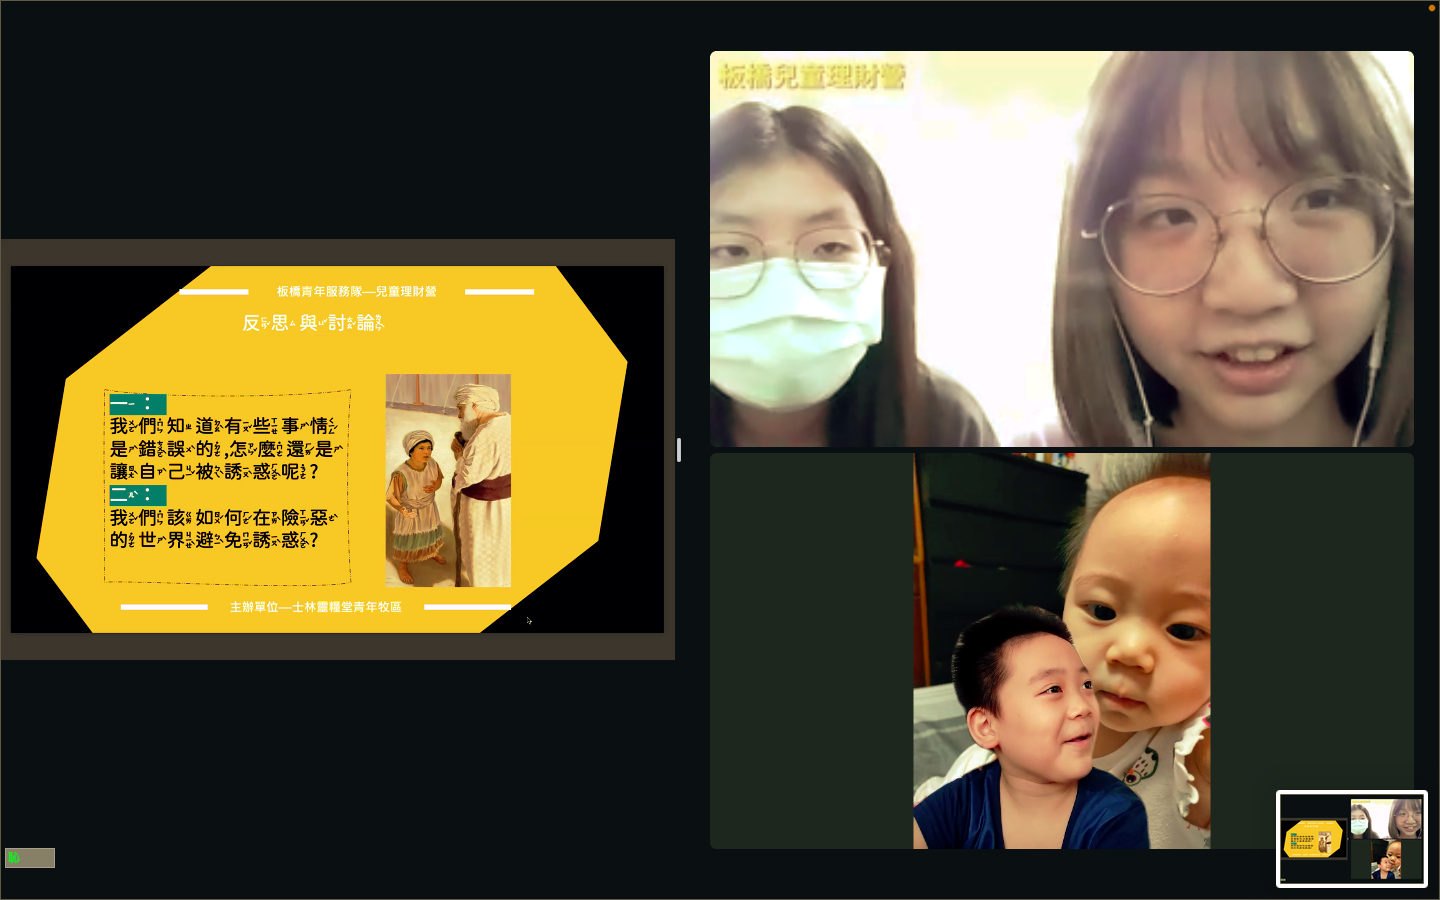 板橋青年服務隊—兒童理財營
反思與討論
一：
我們知道有些事情
是錯誤的,怎麼還是
讓自己被誘惑呢?
二：
我們該如何在險惡
的世界避免誘惑?
主辦單位—士林靈糧堂青年牧區
板橋兒童理財營